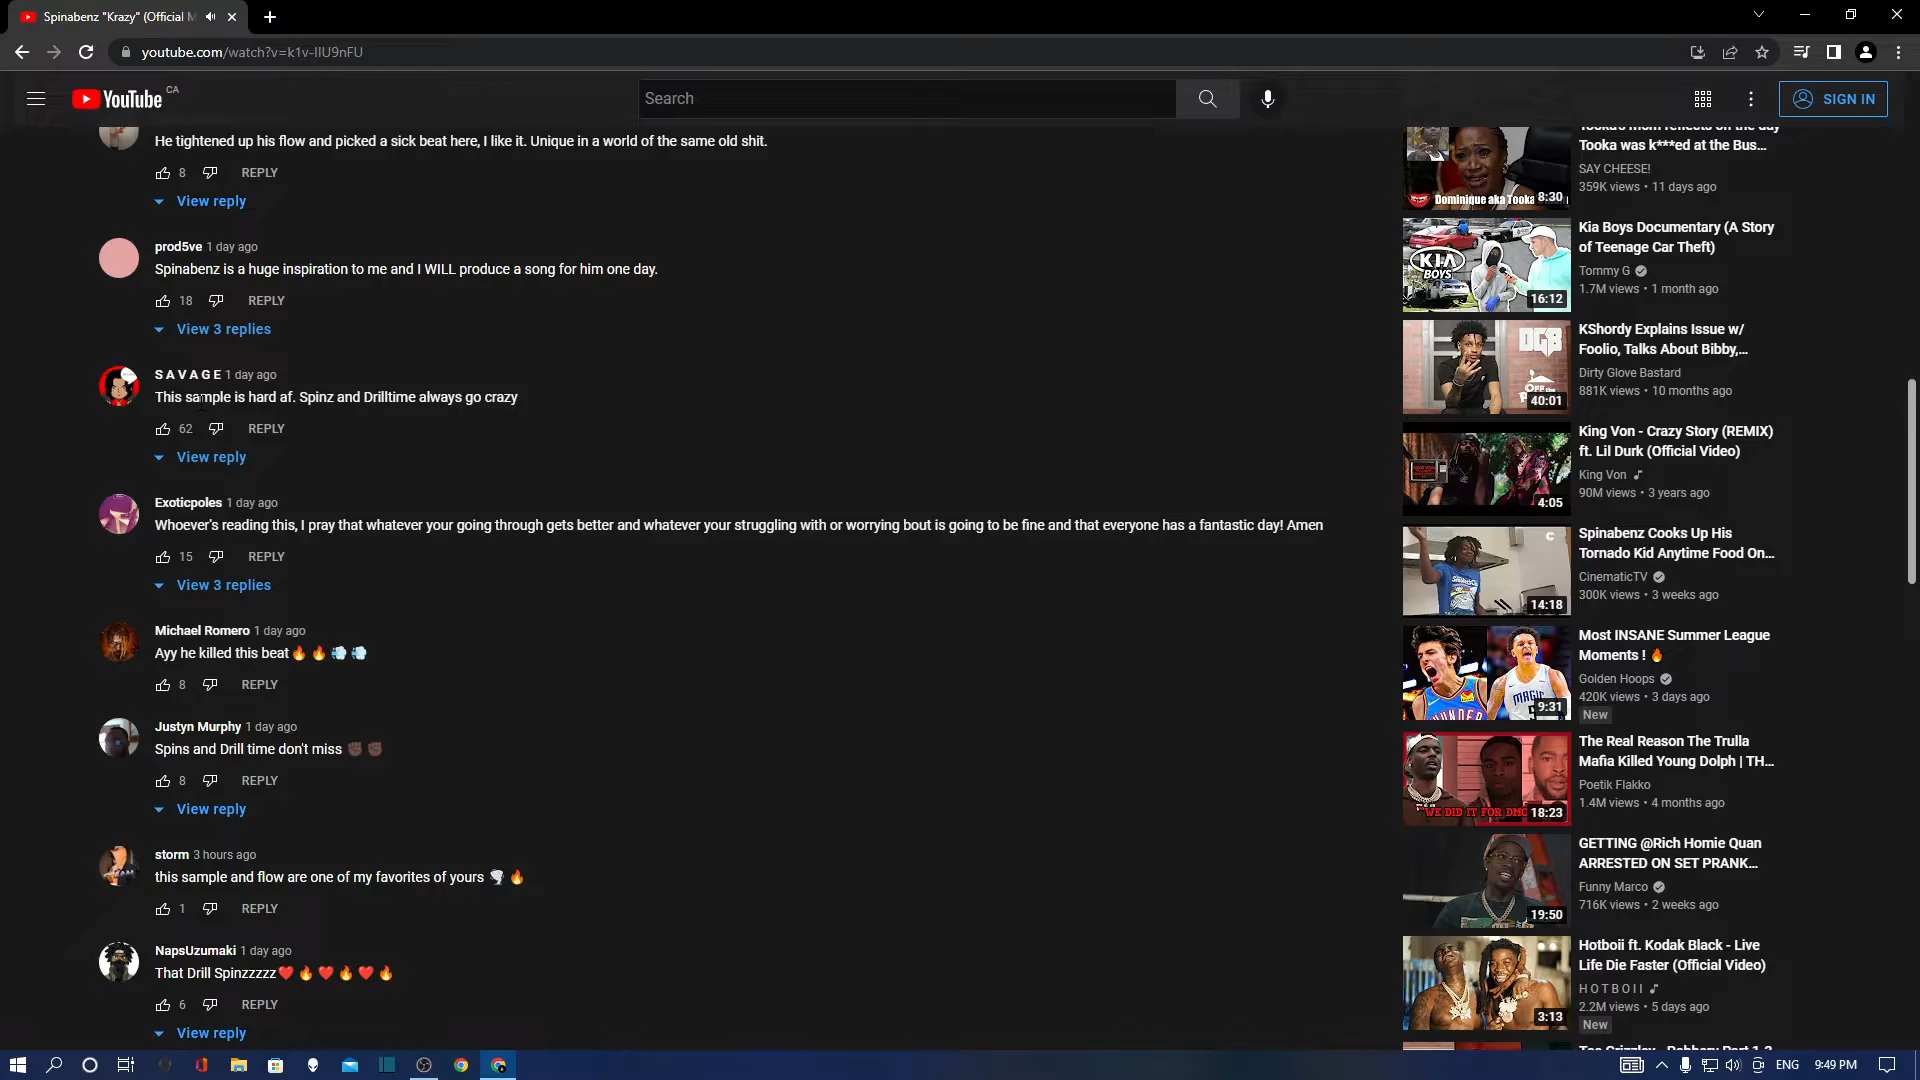 Spinabenz "Krazy" (Official M
youtube.com/watch?v=k1v-IIU9nFU
YouTube CA
Search
SIGN IN
He tightened up his flow and picked a sick beat here, I like it. Unique in a world of the same old shit.
8 REPLY
View reply
prod5ve 1 day ago
Spinabenz is a huge inspiration to me and I WILL produce a song for him one day.
18 REPLY
View 3 replies
S A V A G E 1 day ago
This sample is hard af. Spinz and Drilltime always go crazy
62 REPLY
View reply
Exoticpoles 1 day ago
Whoever's reading this, I pray that whatever your going through gets better and whatever your struggling with or worrying bout is going to be fine and that everyone has a fantastic day! Amen
15 REPLY
View 3 replies
Michael Romero 1 day ago
Ayy he killed this beat🔥🔥💨💨
8 REPLY
Justyn Murphy 1 day ago
Spins and Drill time don't miss ✊🏿✊🏿
8 REPLY
View reply
storm 3 hours ago
this sample and flow are one of my favorites of yours 🌪️🔥
1 REPLY
NapsUzumaki 1 day ago
That Drill Spinzzzzz❤️🔥❤️🔥❤️🔥
6 REPLY
View reply
Tooka's mom reflects on the day
Tooka was k***ed at the Bus...
SAY CHEESE!
359K views • 11 days ago
Dominique aka Tooka
8:30
Kia Boys Documentary (A Story
of Teenage Car Theft)
Tommy G
1.7M views • 1 month ago
KIA
BOYS
16:12
KShordy Explains Issue w/
Foolio, Talks About Bibby,...
Dirty Glove Bastard
881K views • 10 months ago
DGB
OFF THE
40:01
King Von - Crazy Story (REMIX)
ft. Lil Durk (Official Video)
King Von
90M views • 3 years ago
4:05
Spinabenz Cooks Up His
Tornado Kid Anytime Food On...
CinematicTV
300K views • 3 weeks ago
C
14:18
Most INSANE Summer League
Moments ! 🔥
Golden Hoops
420K views • 3 days ago
New
MAGIC
THUNDER
9:31
The Real Reason The Trulla
Mafia Killed Young Dolph | TH...
Poetik Flakko
1.4M views • 4 months ago
"WE DID IT FOR DMC
18:23
GETTING @Rich Homie Quan
ARRESTED ON SET PRANK...
Funny Marco
716K views • 2 weeks ago
19:50
Hotboii ft. Kodak Black - Live
Life Die Faster (Official Video)
H O T B O I I
2.2M views • 5 days ago
New
3:13
ENG 9:49 PM